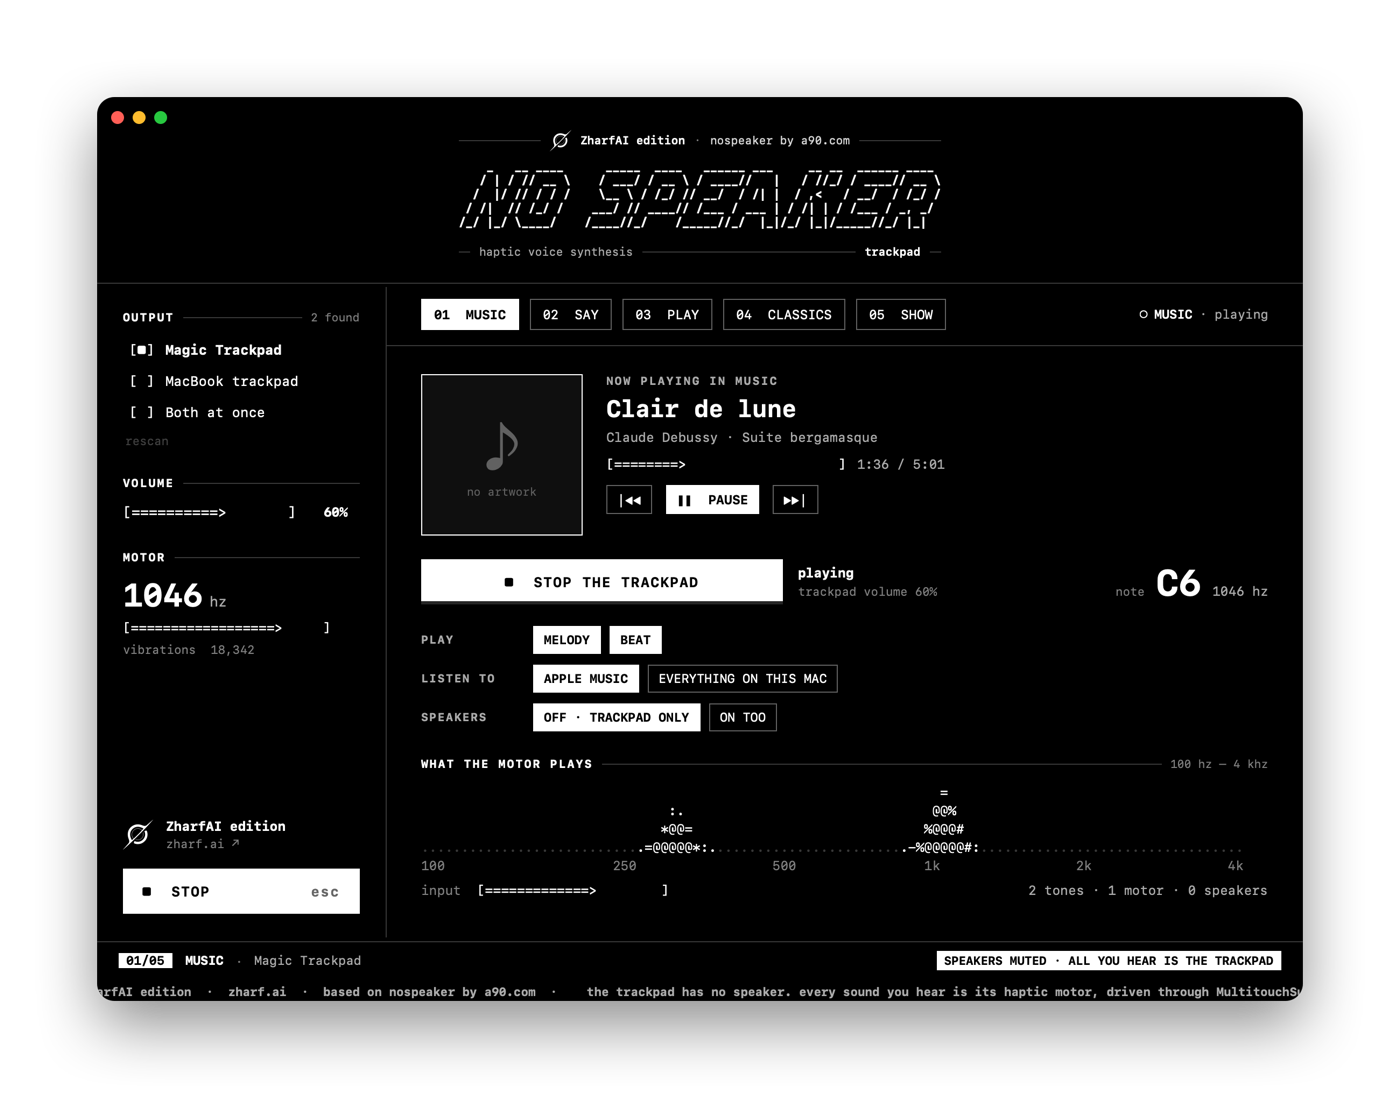 ZharfAI edition · nospeaker by a90.com
NO SPEAKER
haptic voice synthesis
trackpad
OUTPUT
2 found
[■] Magic Trackpad
[ ] MacBook trackpad
[ ] Both at once
rescan
VOLUME
[==========>       ] 60%
MOTOR
1046 hz
[=================>     ]
vibrations 18,342
ZharfAI edition
zharf.ai ↗
■ STOP esc
01 MUSIC
02 SAY
03 PLAY
04 CLASSICS
05 SHOW
MUSIC · playing
no artwork
NOW PLAYING IN MUSIC
Clair de lune
Claude Debussy · Suite bergamasque
[========>                  ] 1:36 / 5:01
|◀◀
PAUSE
▶▶|
■ STOP THE TRACKPAD
playing
trackpad volume 60%
note C6 1046 hz
PLAY MELODY BEAT
LISTEN TO APPLE MUSIC EVERYTHING ON THIS MAC
SPEAKERS OFF · TRACKPAD ONLY ON TOO
WHAT THE MOTOR PLAYS
100 hz — 4 khz
=
:. @@%
*@@= %@@@#
.=@@@@@*:. .-%@@@@@#:
100 250 500 1k 2k 4k
input [=============>        ]
2 tones · 1 motor · 0 speakers
01/05 MUSIC · Magic Trackpad
SPEAKERS MUTED · ALL YOU HEAR IS THE TRACKPAD
arfAI edition · zharf.ai · based on nospeaker by a90.com · the trackpad has no speaker. every sound you hear is its haptic motor, driven through MultitouchSu